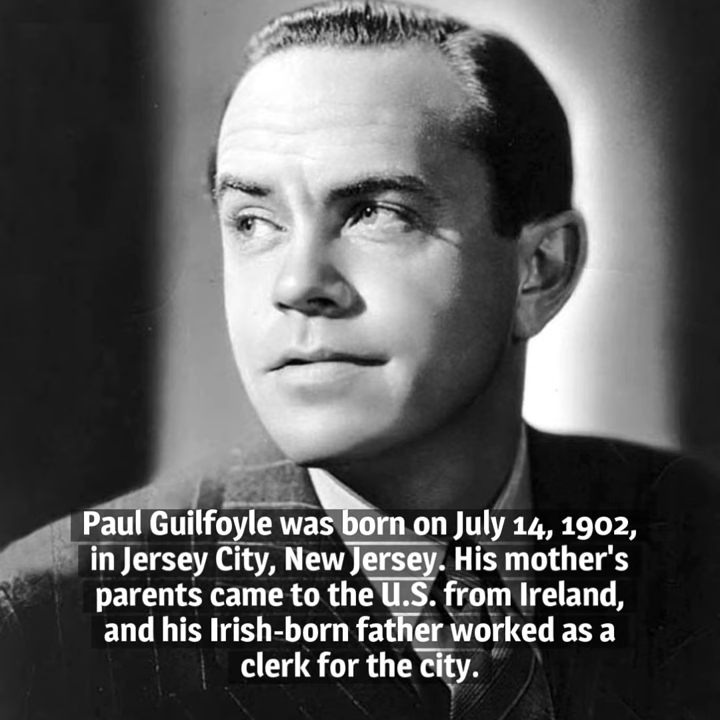 Paul Guilfoyle was born on July 14, 1902,
in Jersey City, New Jersey. His mother's
parents came to the U.S. from Ireland,
and his Irish-born father worked as a
clerk for the city.